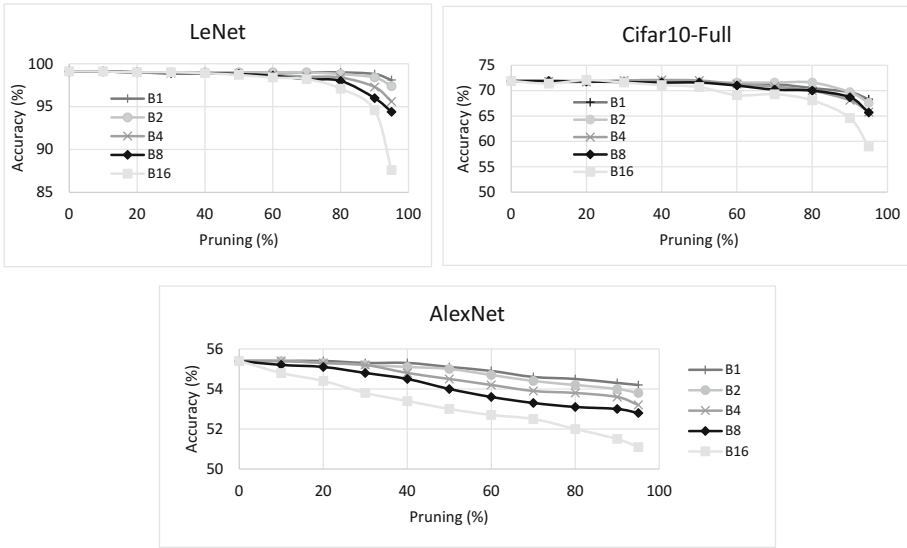 LeNet
100
95
90
85
Accuracy (%)
B1
B2
B4
B8
B16
0 20 40 60 80 100
Pruning (%)
Cifar10-Full
75
70
65
60
55
50
Accuracy (%)
B1
B2
B4
B8
B16
0 20 40 60 80 100
Pruning (%)
AlexNet
56
54
52
50
Accuracy (%)
0 20 40 60 80 100
Pruning (%)
B1
B2
B4
B8
B16